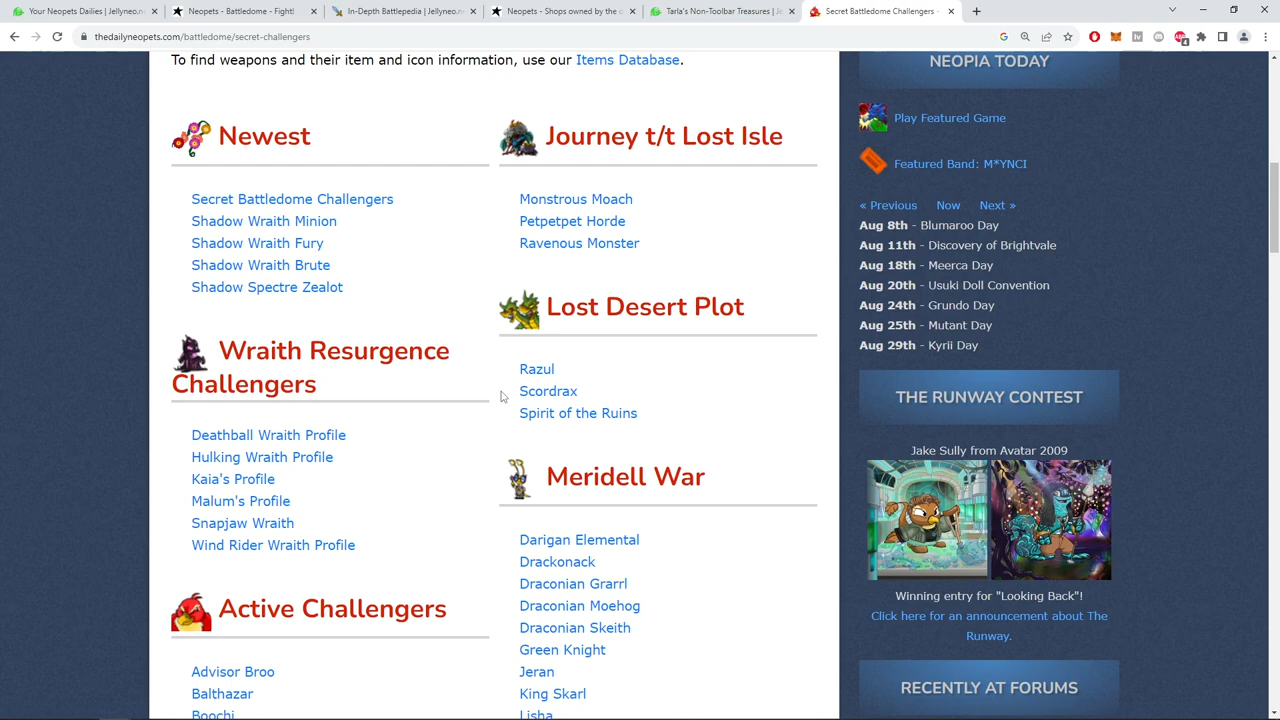 Your Neopets Dailies | Jellyneo.n
Neopets - Battledome - Fight!
In-Depth Battlepedia | Jellyneo.n
Neopets - Shops owned by the o
Tarla's Non-Toolbar Treasures | Je
Secret Battledome Challengers -
thedailyneopets.com/battledome/secret-challengers
To find weapons and their item and icon information, use our Items Database.
Newest
Secret Battledome Challengers
Shadow Wraith Minion
Shadow Wraith Fury
Shadow Wraith Brute
Shadow Spectre Zealot
Wraith Resurgence
Challengers
Deathball Wraith Profile
Hulking Wraith Profile
Kaia's Profile
Malum's Profile
Snapjaw Wraith
Wind Rider Wraith Profile
Active Challengers
Advisor Broo
Balthazar
Boochi
Journey t/t Lost Isle
Monstrous Moach
Petpetpet Horde
Ravenous Monster
Lost Desert Plot
Razul
Scordrax
Spirit of the Ruins
Meridell War
Darigan Elemental
Drackonack
Draconian Grarrl
Draconian Moehog
Draconian Skeith
Green Knight
Jeran
King Skarl
Lisha
NEOPIA TODAY
Play Featured Game
Featured Band: M*YNCI
« Previous Now Next »
Aug 8th - Blumaroo Day
Aug 11th - Discovery of Brightvale
Aug 18th - Meerca Day
Aug 20th - Usuki Doll Convention
Aug 24th - Grundo Day
Aug 25th - Mutant Day
Aug 29th - Kyrii Day
THE RUNWAY CONTEST
Jake Sully from Avatar 2009
Winning entry for "Looking Back"!
Click here for an announcement about The
Runway.
RECENTLY AT FORUMS